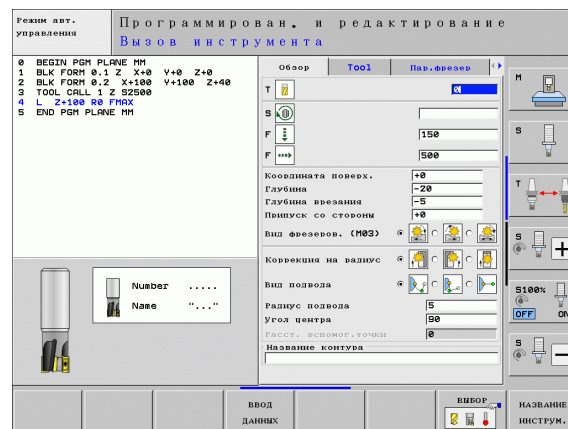 Режим авт.
управления
Программирован. и редактирование
Вызов инструмента
0 BEGIN PGM PLANE MM
1 BLK FORM 0.1 Z X+0 Y+0 Z+0
2 BLK FORM 0.2 X+100 Y+100 Z+40
3 TOOL CALL 1 Z S2500
4 L Z+100 R0 FMAX
5 END PGM PLANE MM
Обзор Tool Пар.фрезер
T
S
F 150
F 500
Координата поверх. +0
Глубина -20
Глубина врезания -5
Припуск со стороны +0
Вид фрезеров. (M03)
Коррекция на радиус
Вид подвода
Радиус подвода 5
Угол центра 90
Расст. вспомог.точки 0
Название контура
Number .....
Name "..."
M
S
T
S
S100%
OFF ON
S
ВВОД
ДАННЫХ
ВЫБОР
НАЗВАНИЕ
ИНСТРУМ.